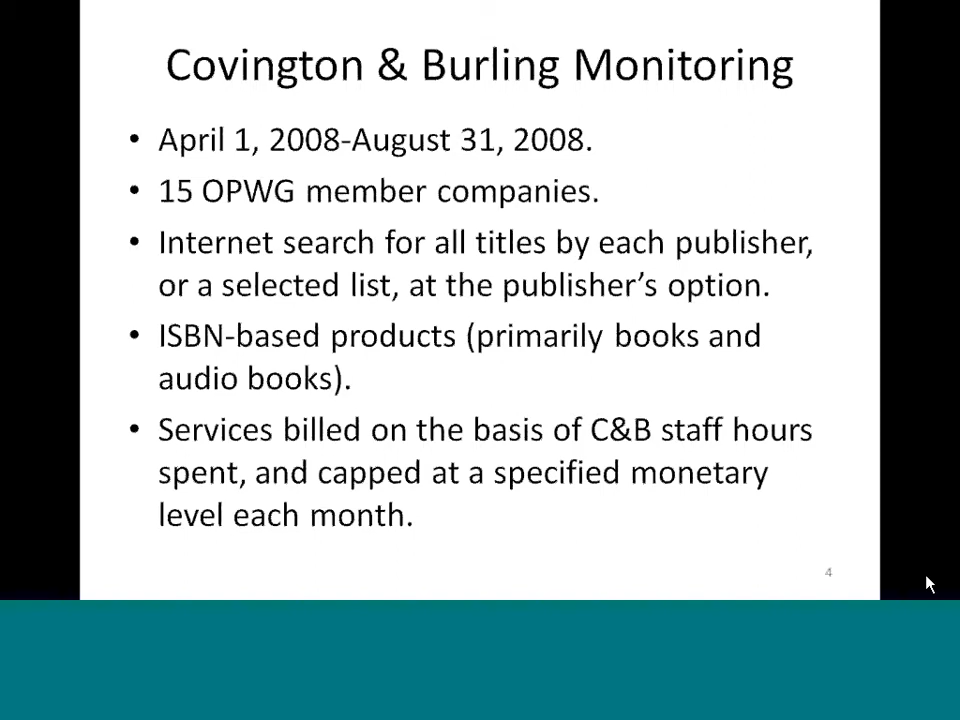 Covington & Burling Monitoring
• April 1, 2008-August 31, 2008.
• 15 OPWG member companies.
• Internet search for all titles by each publisher,
or a selected list, at the publisher’s option.
• ISBN-based products (primarily books and
audio books).
• Services billed on the basis of C&B staff hours
spent, and capped at a specified monetary
level each month.
4